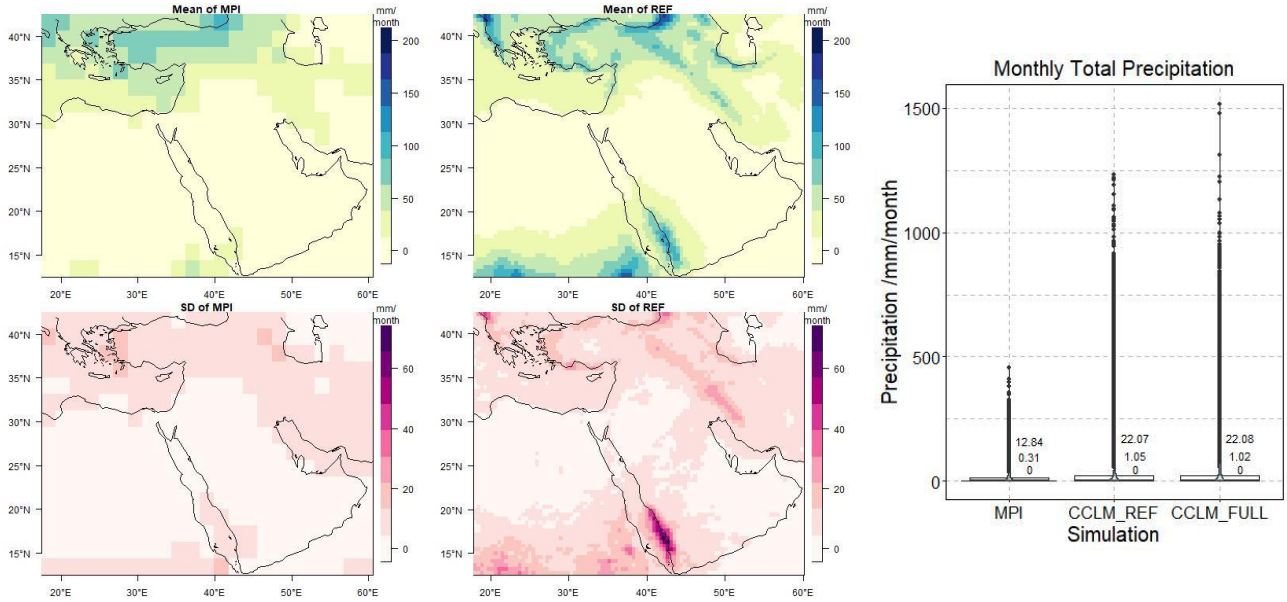 Mean of MPI
mm/
month
40°N
35°N
30°N
25°N
20°N
15°N
20°E
30°E
40°E
50°E
60°E
200
150
100
50
0
Mean of REF
mm/
month
40°N
35°N
30°N
25°N
20°N
15°N
20°E
30°E
40°E
50°E
60°E
200
150
100
50
0
SD of MPI
mm/
month
40°N
35°N
30°N
25°N
20°N
15°N
20°E
30°E
40°E
50°E
60°E
60
40
20
0
SD of REF
mm/
month
40°N
35°N
30°N
25°N
20°N
15°N
20°E
30°E
40°E
50°E
60°E
60
40
20
0
Monthly Total Precipitation
Precipitation /mm/month
1500
1000
500
0
12.84
0.31
0
22.07
1.05
0
22.08
1.02
0
MPI
CCLM_REF
CCLM_FULL
Simulation